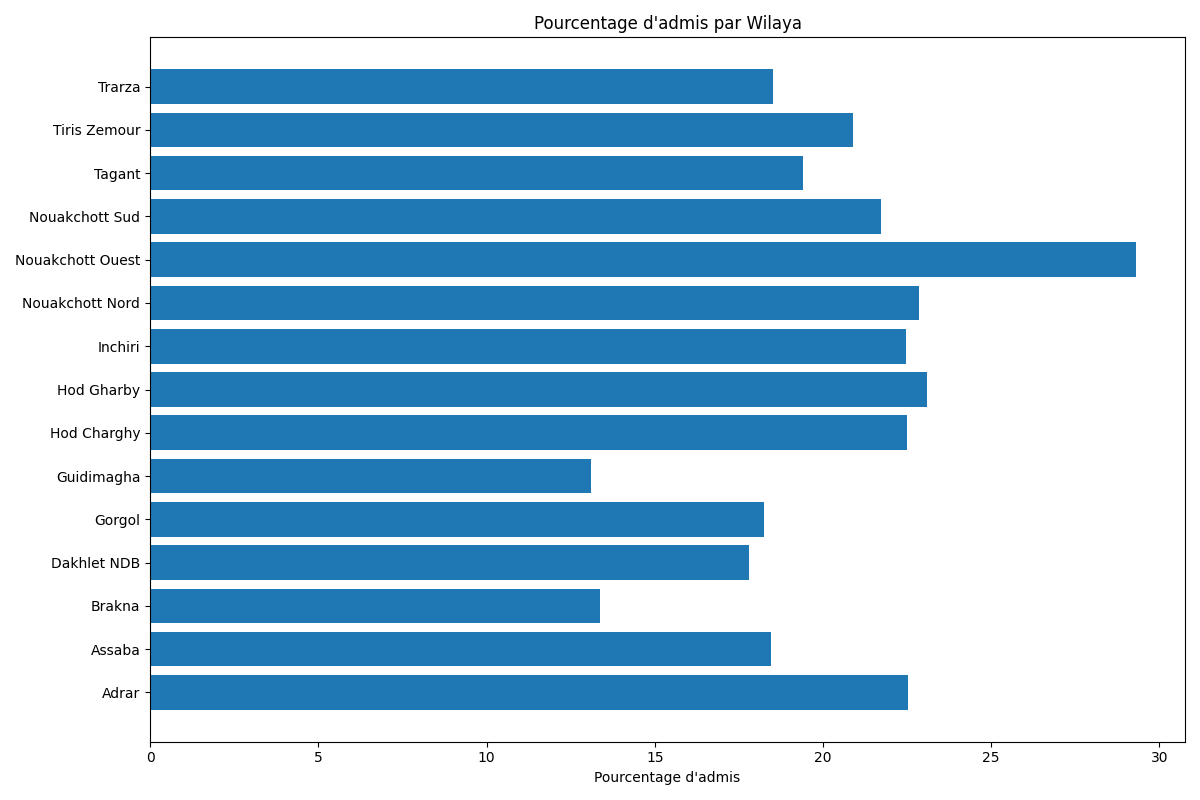 Pourcentage d'admis par Wilaya
Trarza
Tiris Zemour
Tagant
Nouakchott Sud
Nouakchott Ouest
Nouakchott Nord
Inchiri
Hod Gharby
Hod Charghy
Guidimagha
Gorgol
Dakhlet NDB
Brakna
Assaba
Adrar
0 5 10 15 20 25 30
Pourcentage d'admis